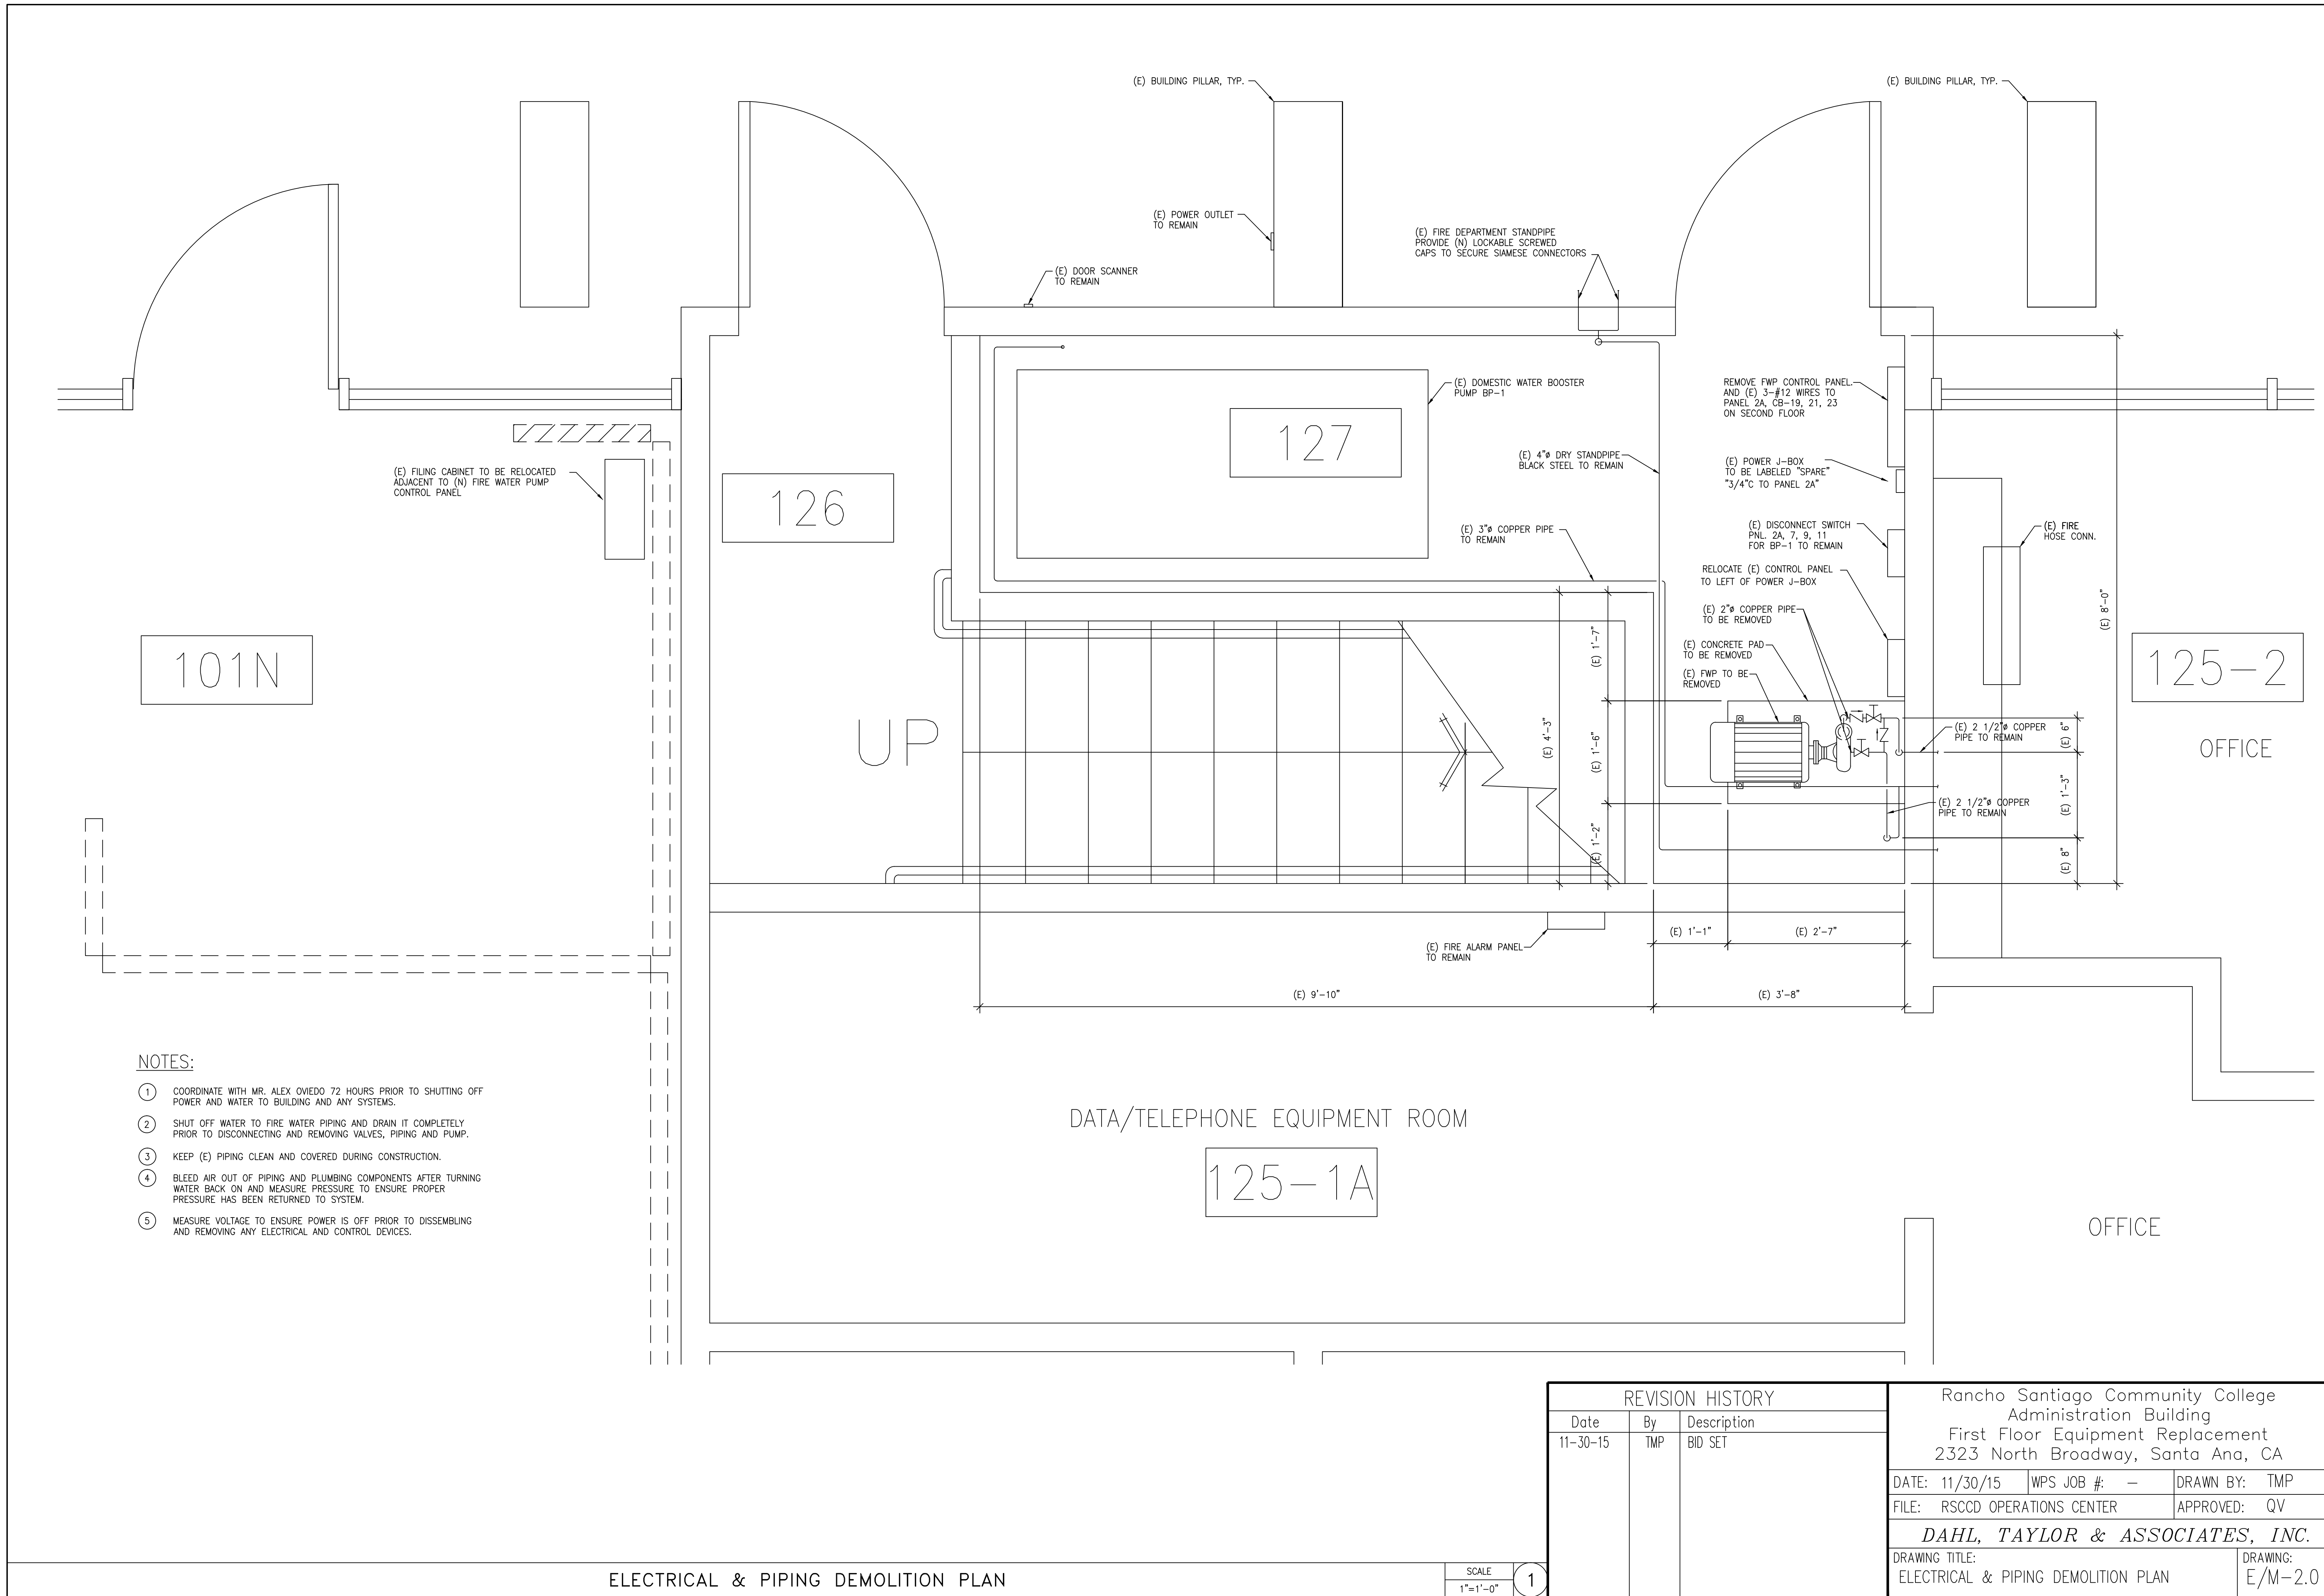 (E) BUILDING PILLAR, TYP.
(E) BUILDING PILLAR, TYP.
(E) POWER OUTLET
TO REMAIN
(E) FIRE DEPARTMENT STANDPIPE
PROVIDE (N) LOCKABLE SCREWED
CAPS TO SECURE SIAMESE CONNECTORS
(E) DOOR SCANNER
TO REMAIN
(E) DOMESTIC WATER BOOSTER
PUMP BP-1
REMOVE FWP CONTROL PANEL.
AND (E) 3-#12 WIRES TO
PANEL 2A, CB-19, 21, 23
ON SECOND FLOOR
127
(E) 4"ø DRY STANDPIPE
BLACK STEEL TO REMAIN
(E) POWER J-BOX
TO BE LABELED "SPARE"
"3/4"C TO PANEL 2A"
(E) FILING CABINET TO BE RELOCATED
ADJACENT TO (N) FIRE WATER PUMP
CONTROL PANEL
126
(E) 3"ø COPPER PIPE
TO REMAIN
(E) DISCONNECT SWITCH
PNL. 2A, 7, 9, 11
FOR BP-1 TO REMAIN
(E) FIRE
HOSE CONN.
RELOCATE (E) CONTROL PANEL
TO LEFT OF POWER J-BOX
(E) 2"ø COPPER PIPE
TO BE REMOVED
(E) 8'-0"
(E) 1'-7"
(E) CONCRETE PAD
TO BE REMOVED
(E) FWP TO BE
REMOVED
101N
125-2
UP
(E) 4'-3"
(E) 1'-6"
(E) 2 1/2"ø COPPER
PIPE TO REMAIN
(E) 6"
OFFICE
(E) 2 1/2"ø COPPER
PIPE TO REMAIN
(E) 1'-3"
(E) 1'-2"
(E) 8"
(E) FIRE ALARM PANEL
TO REMAIN
(E) 1'-1"
(E) 2'-7"
(E) 9'-10"
(E) 3'-8"
NOTES:
1 COORDINATE WITH MR. ALEX OVIEDO 72 HOURS PRIOR TO SHUTTING OFF
POWER AND WATER TO BUILDING AND ANY SYSTEMS.
2 SHUT OFF WATER TO FIRE WATER PIPING AND DRAIN IT COMPLETELY
PRIOR TO DISCONNECTING AND REMOVING VALVES, PIPING AND PUMP.
3 KEEP (E) PIPING CLEAN AND COVERED DURING CONSTRUCTION.
4 BLEED AIR OUT OF PIPING AND PLUMBING COMPONENTS AFTER TURNING
WATER BACK ON AND MEASURE PRESSURE TO ENSURE PROPER
PRESSURE HAS BEEN RETURNED TO SYSTEM.
5 MEASURE VOLTAGE TO ENSURE POWER IS OFF PRIOR TO DISSEMBLING
AND REMOVING ANY ELECTRICAL AND CONTROL DEVICES.
DATA/TELEPHONE EQUIPMENT ROOM
125-1A
OFFICE
REVISION HISTORY
Date By Description
11-30-15 TMP BID SET
Rancho Santiago Community College
Administration Building
First Floor Equipment Replacement
2323 North Broadway, Santa Ana, CA
DATE: 11/30/15 WPS JOB #: - DRAWN BY: TMP
FILE: RSCCD OPERATIONS CENTER APPROVED: QV
DAHL, TAYLOR & ASSOCIATES, INC.
DRAWING TITLE:
ELECTRICAL & PIPING DEMOLITION PLAN
DRAWING:
E/M-2.0
ELECTRICAL & PIPING DEMOLITION PLAN
SCALE
1"=1'-0"
1